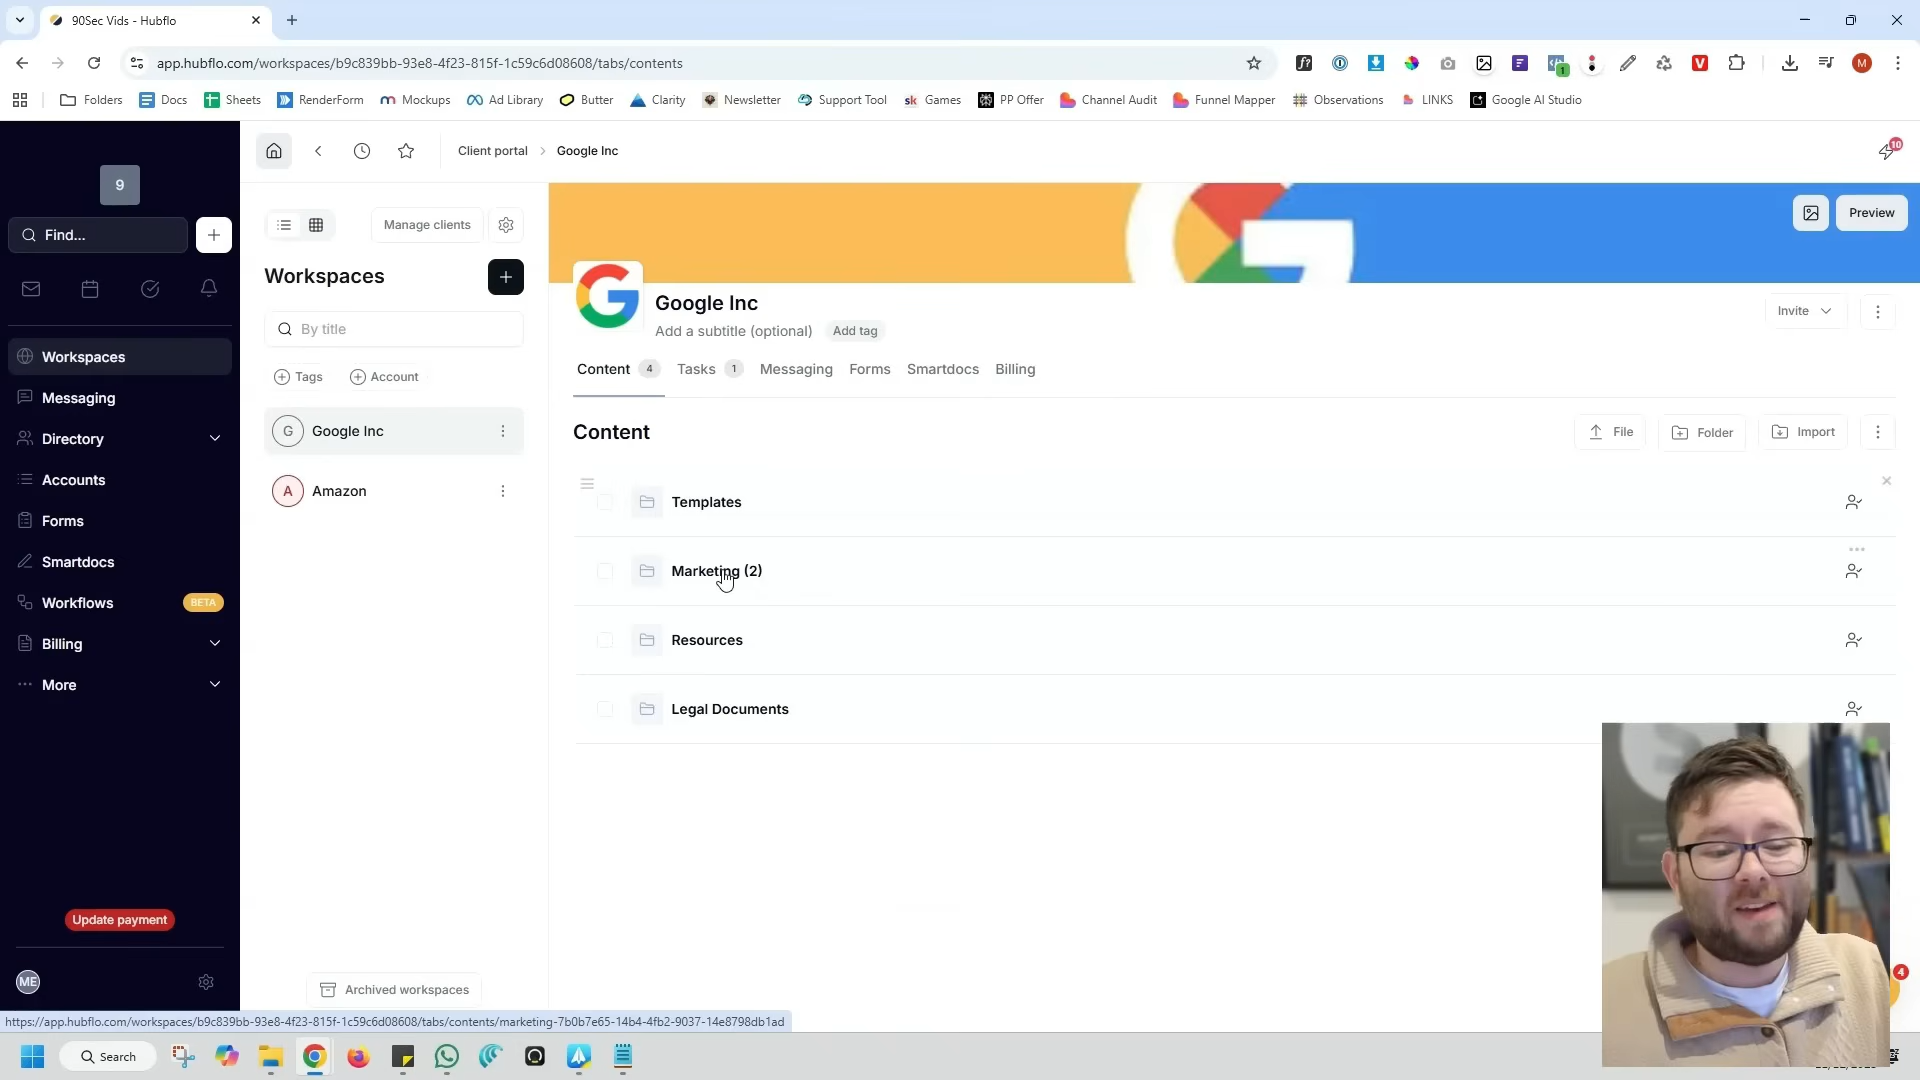 90Sec Vids - Hubflo
app.hubflo.com/workspaces/b9c839bb-93e8-4f23-815f-1c59c6d08608/tabs/contents
1
M
Folders
Docs
Sheets
RenderForm
Mockups
Ad Library
Butter
Clarity
Newsletter
Support Tool
sk Games
PP Offer
Channel Audit
Funnel Mapper
Observations
LINKS
Google AI Studio
9
Find...
Workspaces
Messaging
Directory
Accounts
Forms
Smartdocs
Workflows BETA
Billing
More
Update payment
ME
Client portal > Google Inc
10
Manage clients
Workspaces
By title
Tags
Account
G Google Inc
A Amazon
Archived workspaces
Preview
Google Inc
Add a subtitle (optional) Add tag
Invite
Content 4
Tasks 1
Messaging
Forms
Smartdocs
Billing
Content
File
Folder
Import
Templates
Marketing (2)
Resources
Legal Documents
4
https://app.hubflo.com/workspaces/b9c839bb-93e8-4f23-815f-1c59c6d08608/tabs/contents/marketing-7b0b7e65-14b4-4fb2-9037-14e8798db1ad
Search